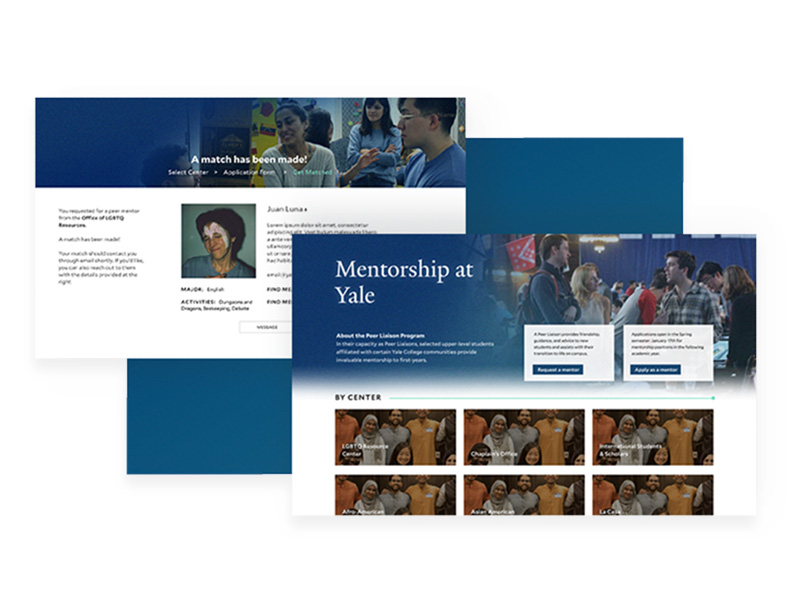 A match has been made!
Select Center > Application Form > Get Matched
You requested for a peer mentor
from the Office of LGBTQ
Resources.
A match has been made!
Your match should contact you
through email shortly. If you'd like,
you can also reach out to them
with the details provided at the
right.
Juan Luna
Lorem ipsum dolor sit amet, consectetur
adipiscing elit. Vestibulum malesuada
MAJOR: English
ACTIVITIES: Dungeons and
Dragons, Beekeeping, Debate
FIND ME
FIND ME
MESSAGE
Mentorship at
Yale
About the Peer Liaison Program
In their capacity as Peer Liaisons, selected upper-level students
affiliated with certain Yale College communities provide
invaluable mentorship to first-years.
A Peer Liaison provides friendship,
guidance, and advice to new
students and assists with their
transition to life on campus.
Request a mentor
Applications open in the Spring
semester: January 17th for
mentorship positions in the following
academic year.
Apply as a mentor
BY CENTER
LGBTQ Resource
Center
Chaplain's Office
International Students
& Scholars
Afro-American
Asian American
La Casa